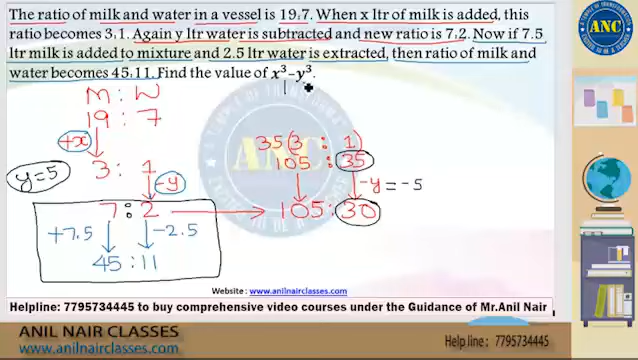 The ratio of milk and water in a vessel is 19:7. When x ltr of milk is added, this
ratio becomes 3:1. Again y ltr water is subtracted and new ratio is 7:2. Now if 7.5
ltr milk is added to mixture and 2.5 ltr water is extracted, then ratio of milk and
water becomes 45:11. Find the value of x³–y³.
THE TEMPLE OF SUCCESS
ANC
M : W
19 : 7
+x
3 : 1
y=5
-y
7 : 2
+7.5 -2.5
45 : 11
35(3 : 1)
105 : 35
-y = -5
105 : 30
Website : www.anilnairclasses.com
Helpline: 7795734445 to buy comprehensive video courses under the Guidance of Mr.Anil Nair
ANIL NAIR CLASSES
www.anilnairclasses.com
Help line : 7795734445